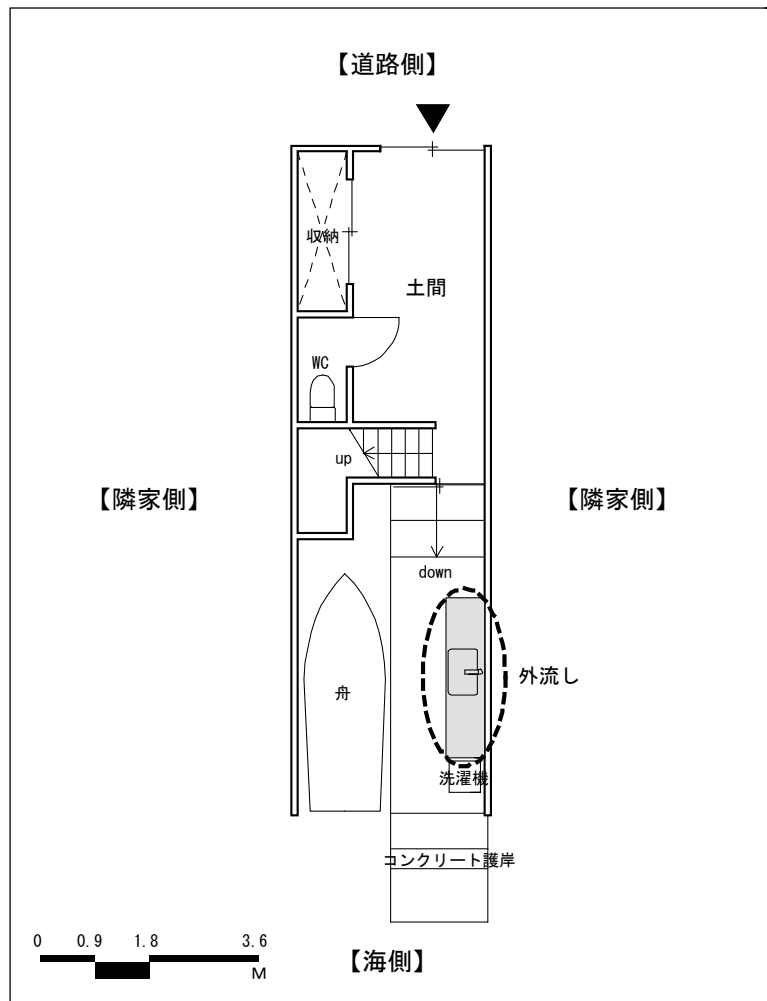 【道路側】
収納
土間
WC
up
【隣家側】
【隣家側】
down
外流し
舟
洗濯機
コンクリート護岸
0 0.9 1.8 3.6
M
【海側】